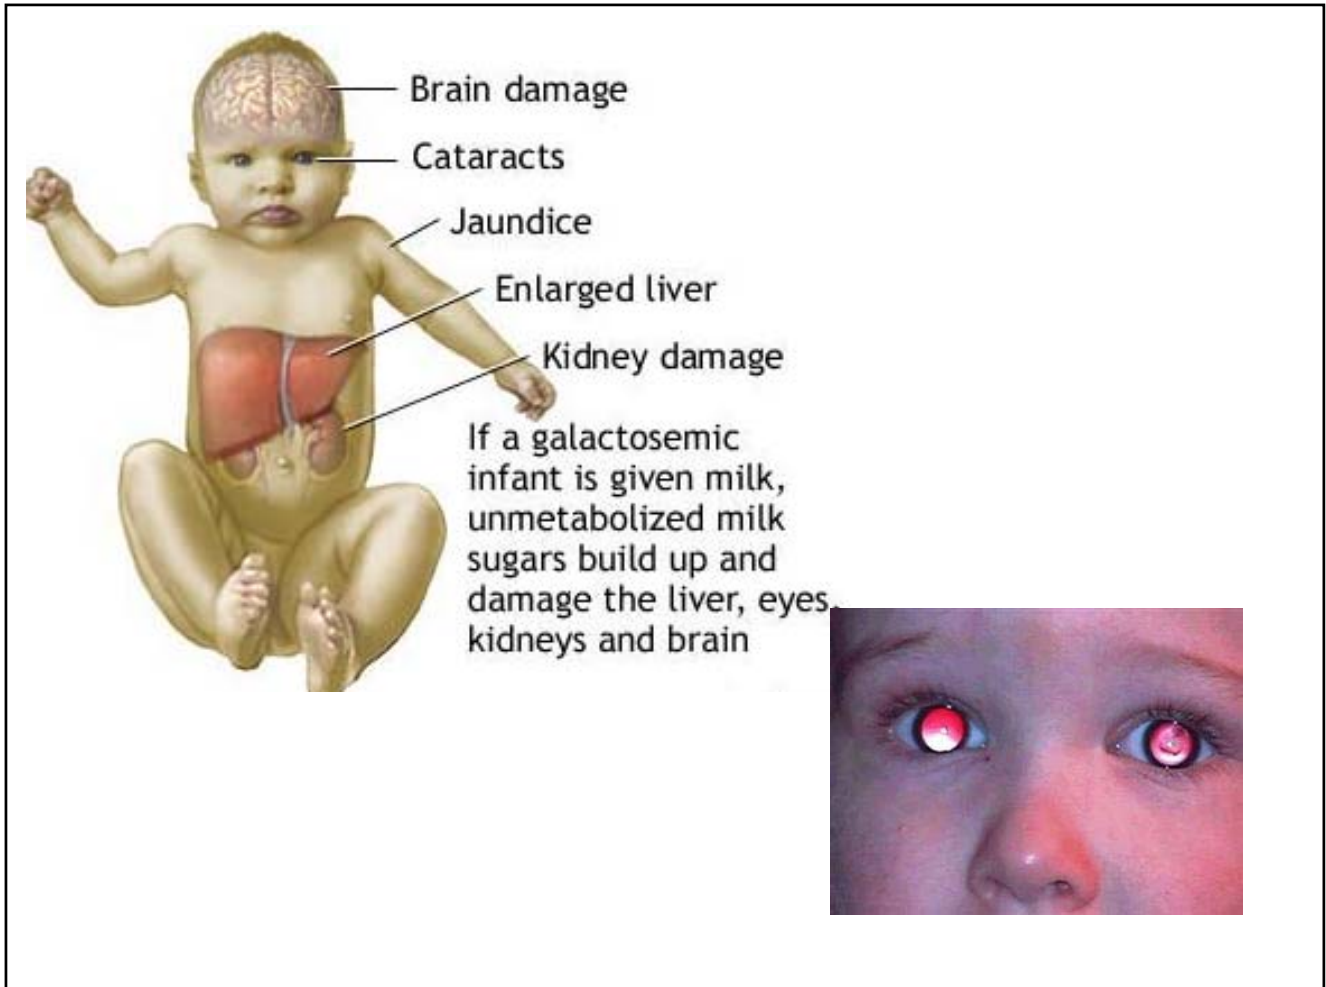 Brain damage
Cataracts
Jaundice
Enlarged liver
Kidney damage
If a galactosemic
infant is given milk,
unmetabolized milk
sugars build up and
damage the liver, eyes,
kidneys and brain